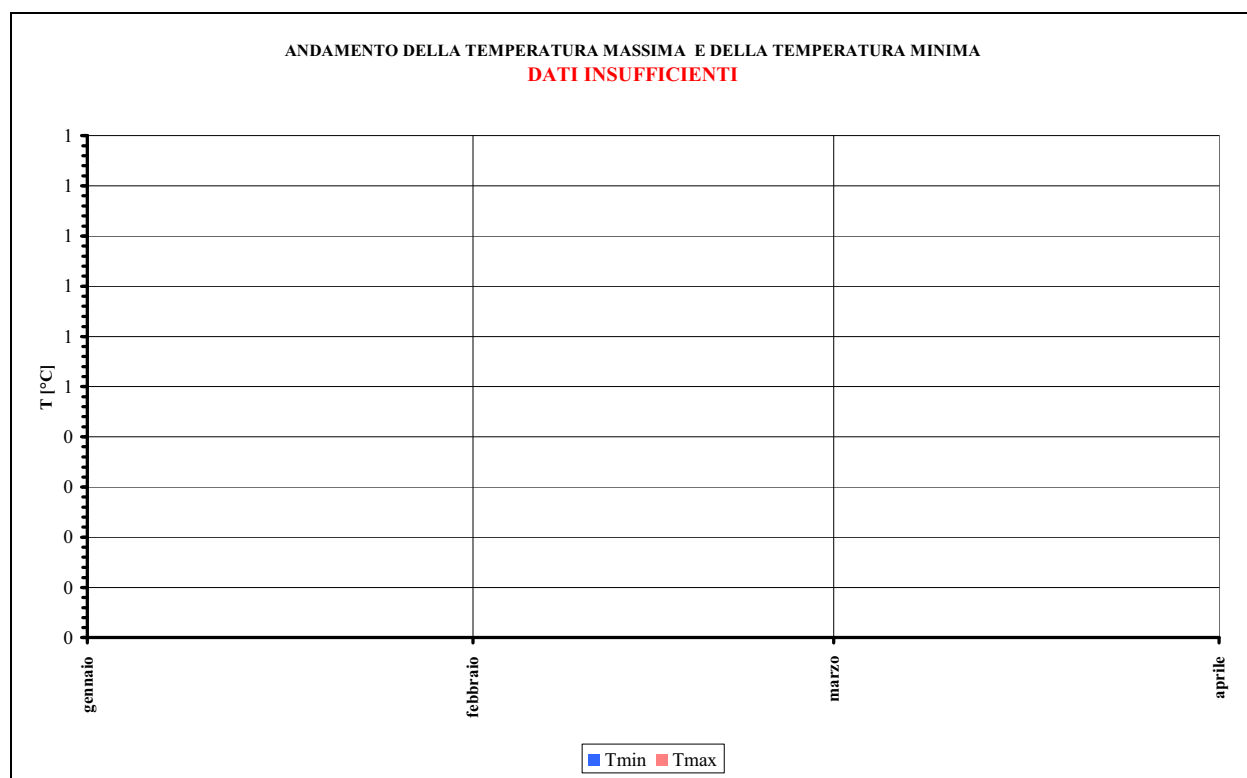 ANDAMENTO DELLA TEMPERATURA MASSIMA E DELLA TEMPERATURA MINIMA
DATI INSUFFICIENTI
T [°C]
1
1
1
1
1
1
0
0
0
0
0
gennaio
febbraio
marzo
aprile
Tmin Tmax